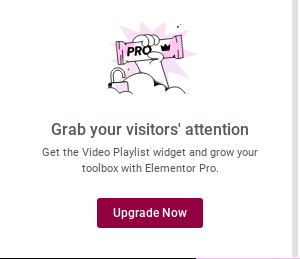 PRO
Grab your visitors' attention
Get the Video Playlist widget and grow your
toolbox with Elementor Pro.
Upgrade Now